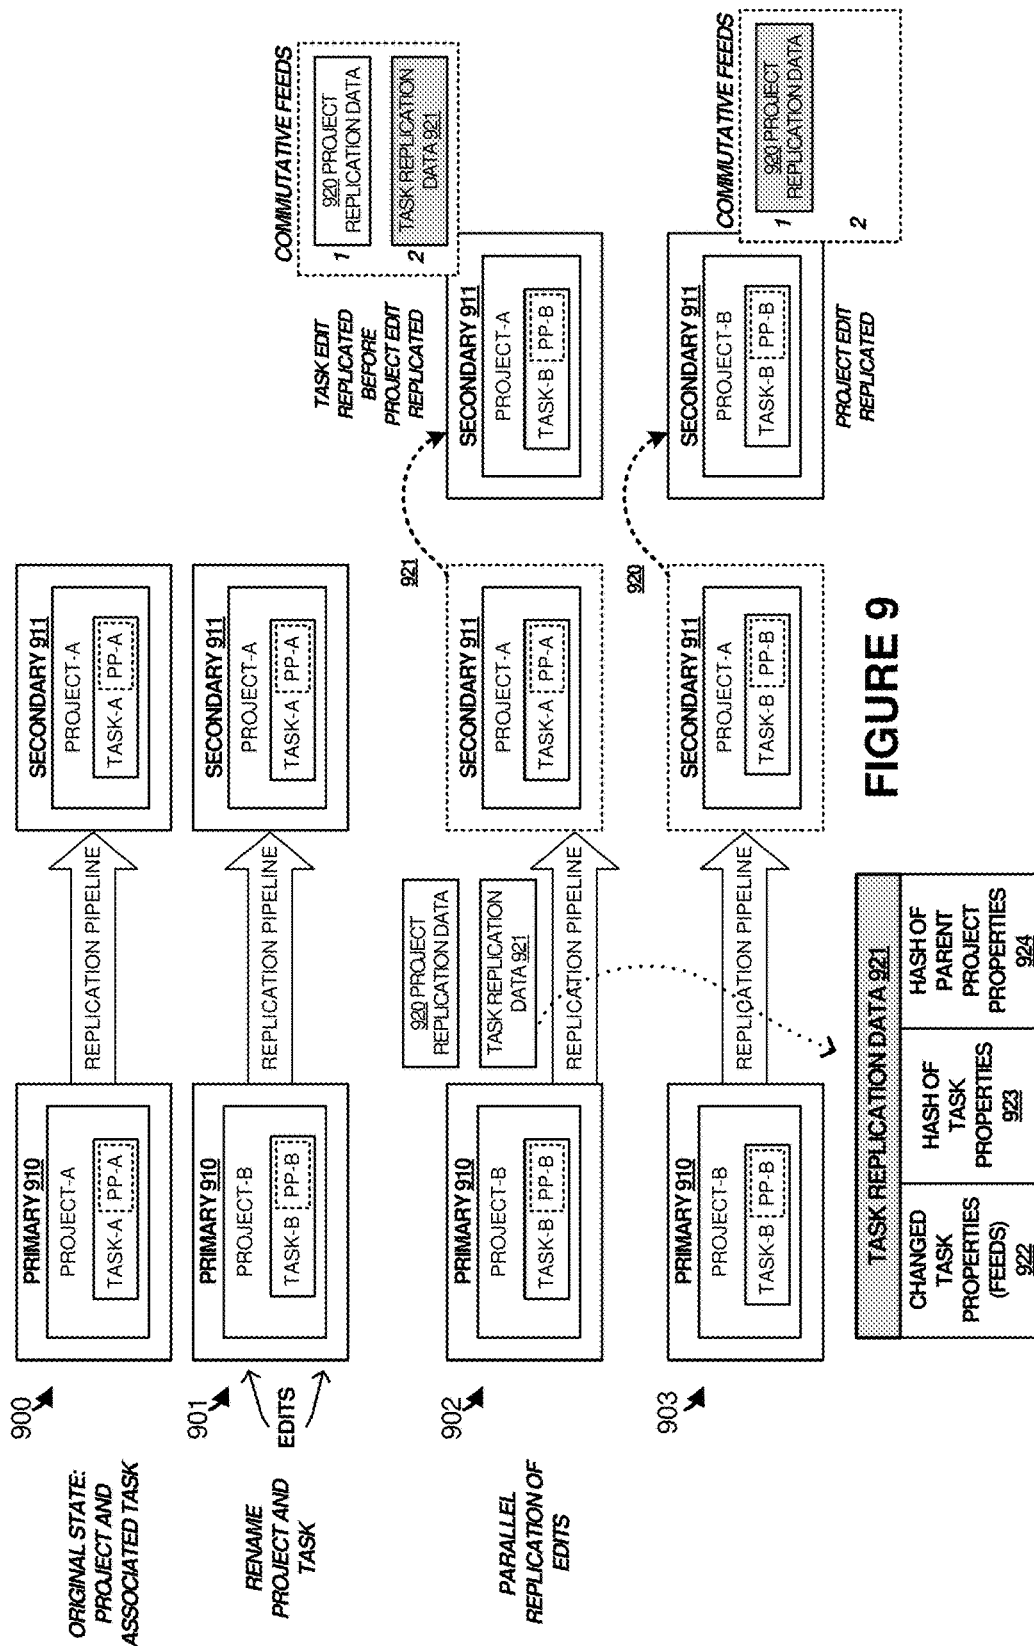 ORIGINAL STATE:
PROJECT AND
ASSOCIATED TASK
900
PRIMARY 910
PROJECT-A
TASK-A
PP-A
REPLICATION PIPELINE
SECONDARY 911
PROJECT-A
TASK-A
PP-A
RENAME
PROJECT AND
TASK
901
EDITS
PRIMARY 910
PROJECT-B
TASK-B
PP-B
REPLICATION PIPELINE
SECONDARY 911
PROJECT-A
TASK-A
PP-A
PARALLEL
REPLICATION OF
EDITS
902
PRIMARY 910
PROJECT-B
TASK-B
PP-B
920 PROJECT
REPLICATION DATA
TASK REPLICATION
DATA 921
REPLICATION PIPELINE
SECONDARY 911
PROJECT-A
TASK-A
PP-A
921
TASK EDIT
REPLICATED
BEFORE
PROJECT EDIT
REPLICATED
SECONDARY 911
PROJECT-A
TASK-B
PP-B
COMMUTATIVE FEEDS
1
920 PROJECT
REPLICATION DATA
2
TASK REPLICATION
DATA 921
903
PRIMARY 910
PROJECT-B
TASK-B
PP-B
REPLICATION PIPELINE
SECONDARY 911
PROJECT-A
TASK-B
PP-B
920
SECONDARY 911
PROJECT-B
TASK-B
PP-B
PROJECT EDIT
REPLICATED
COMMUTATIVE FEEDS
1
920 PROJECT
REPLICATION DATA
2
TASK REPLICATION DATA 921
CHANGED
TASK
PROPERTIES
(FEEDS)
922
HASH OF
TASK
PROPERTIES
923
HASH OF
PARENT
PROJECT
PROPERTIES
924
FIGURE 9